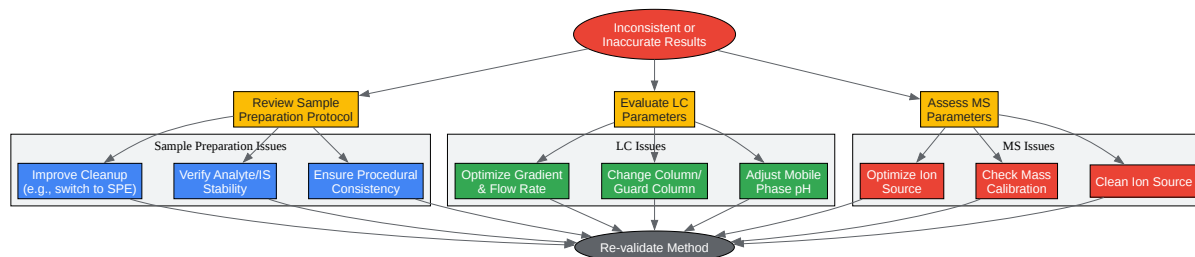 Inconsistent or
Inaccurate Results
Review Sample
Preparation Protocol
Evaluate LC
Parameters
Assess MS
Parameters
Sample Preparation Issues
LC Issues
MS Issues
Improve Cleanup
(e.g., switch to SPE)
Verify Analyte/IS
Stability
Ensure Procedural
Consistency
Optimize Gradient
& Flow Rate
Change Column/
Guard Column
Adjust Mobile
Phase pH
Optimize Ion
Source
Check Mass
Calibration
Clean Ion Source
Re-validate Method